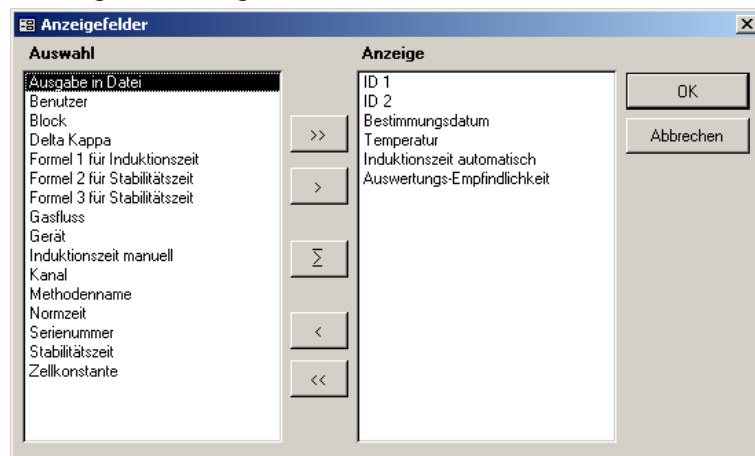 Anzeigefelder
Auswahl
Ausgabe in Datei
Benutzer
Block
Delta Kappa
Formel 1 für Induktionszeit
Formel 2 für Stabilitätszeit
Formel 3 für Stabilitätszeit
Gasfluss
Gerät
Induktionszeit manuell
Kanal
Methodenname
Normzeit
Serienummer
Stabilitätszeit
Zellkonstante
>>
>
Σ
<
<<
Anzeige
ID 1
ID 2
Bestimmungsdatum
Temperatur
Induktionszeit automatisch
Auswertungs-Empfindlichkeit
OK
Abbrechen